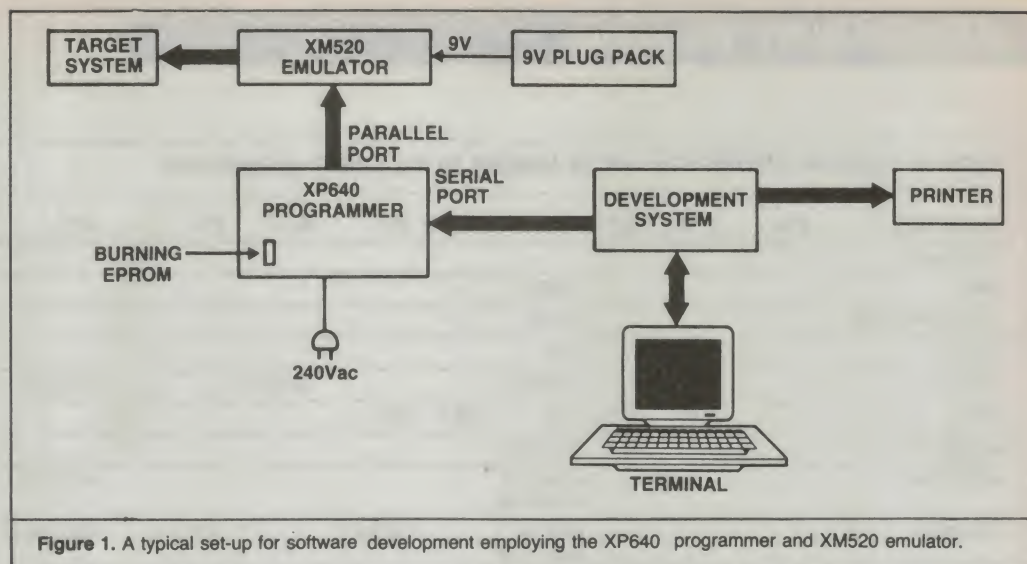 TARGET
SYSTEM
XM520
EMULATOR
9V
9V PLUG PACK
PARALLEL
PORT
SERIAL
PORT
XP640
PROGRAMMER
DEVELOPMENT
SYSTEM
PRINTER
BURNING
EPROM
240Vac
TERMINAL
Figure 1. A typical set-up for software development employing the XP640 programmer and XM520 emulator.